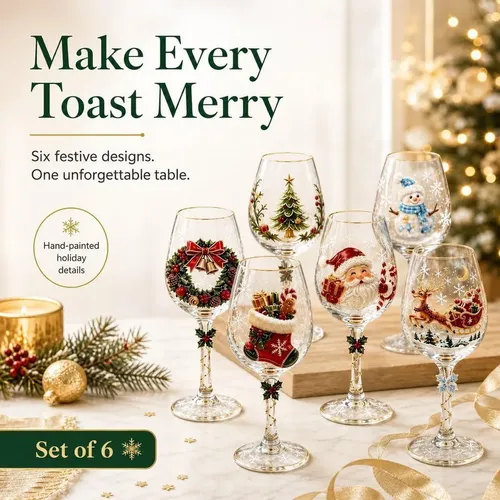 Make Every
Toast Merry
Six festive designs.
One unforgettable table.
Hand-painted
holiday
details
Set of 6